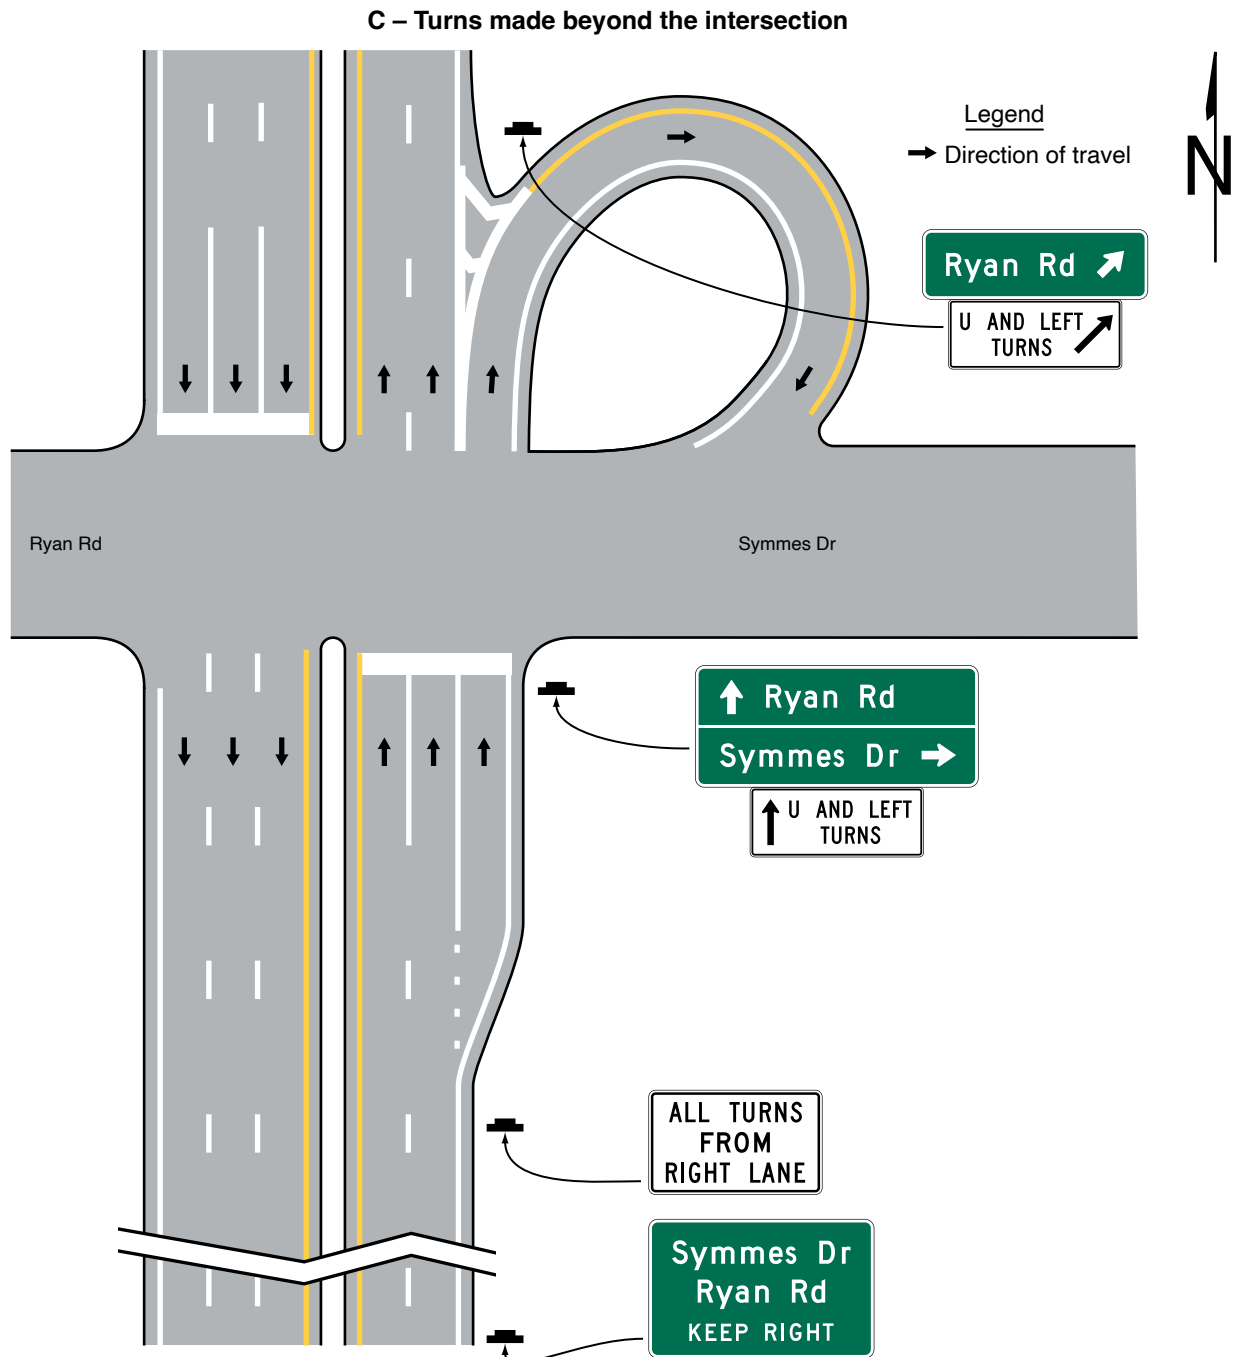 C – Turns made beyond the intersection
Legend
Direction of travel
N
Ryan Rd
U AND LEFT
TURNS
Ryan Rd
Symmes Dr
Ryan Rd
Symmes Dr
U AND LEFT
TURNS
ALL TURNS
FROM
RIGHT LANE
Symmes Dr
Ryan Rd
KEEP RIGHT